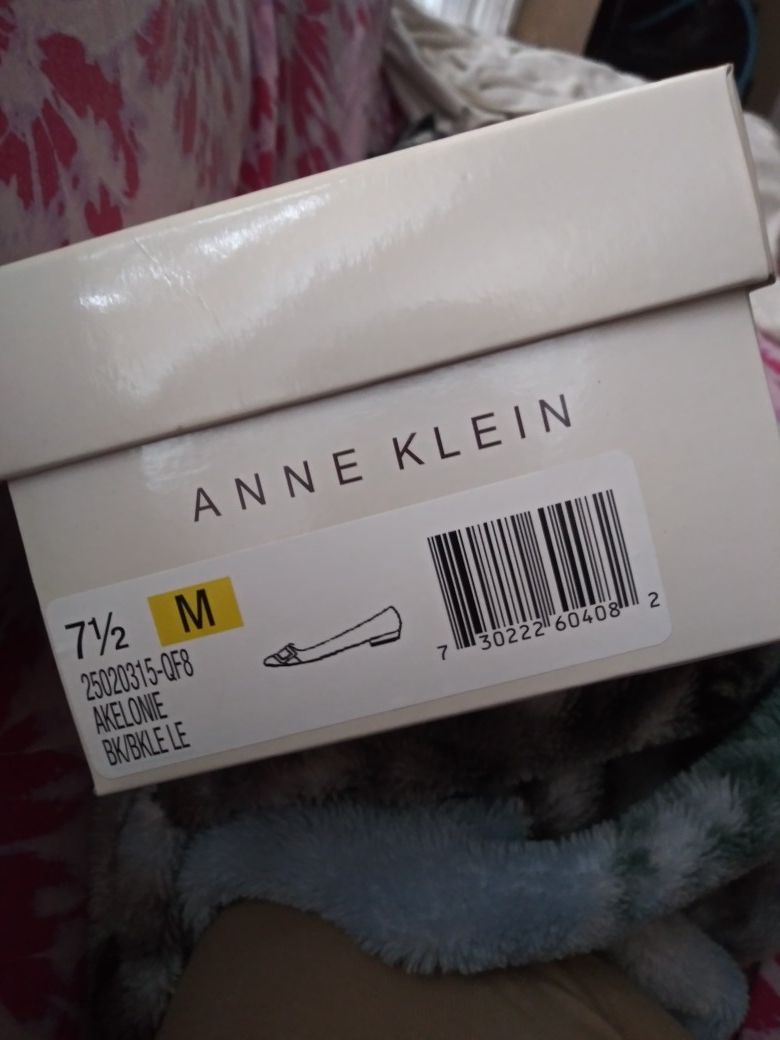 ANNE KLEIN
7½ M
25020315-QF8
AKELONIE
BK/BKLE LE
7 30222 60408 2